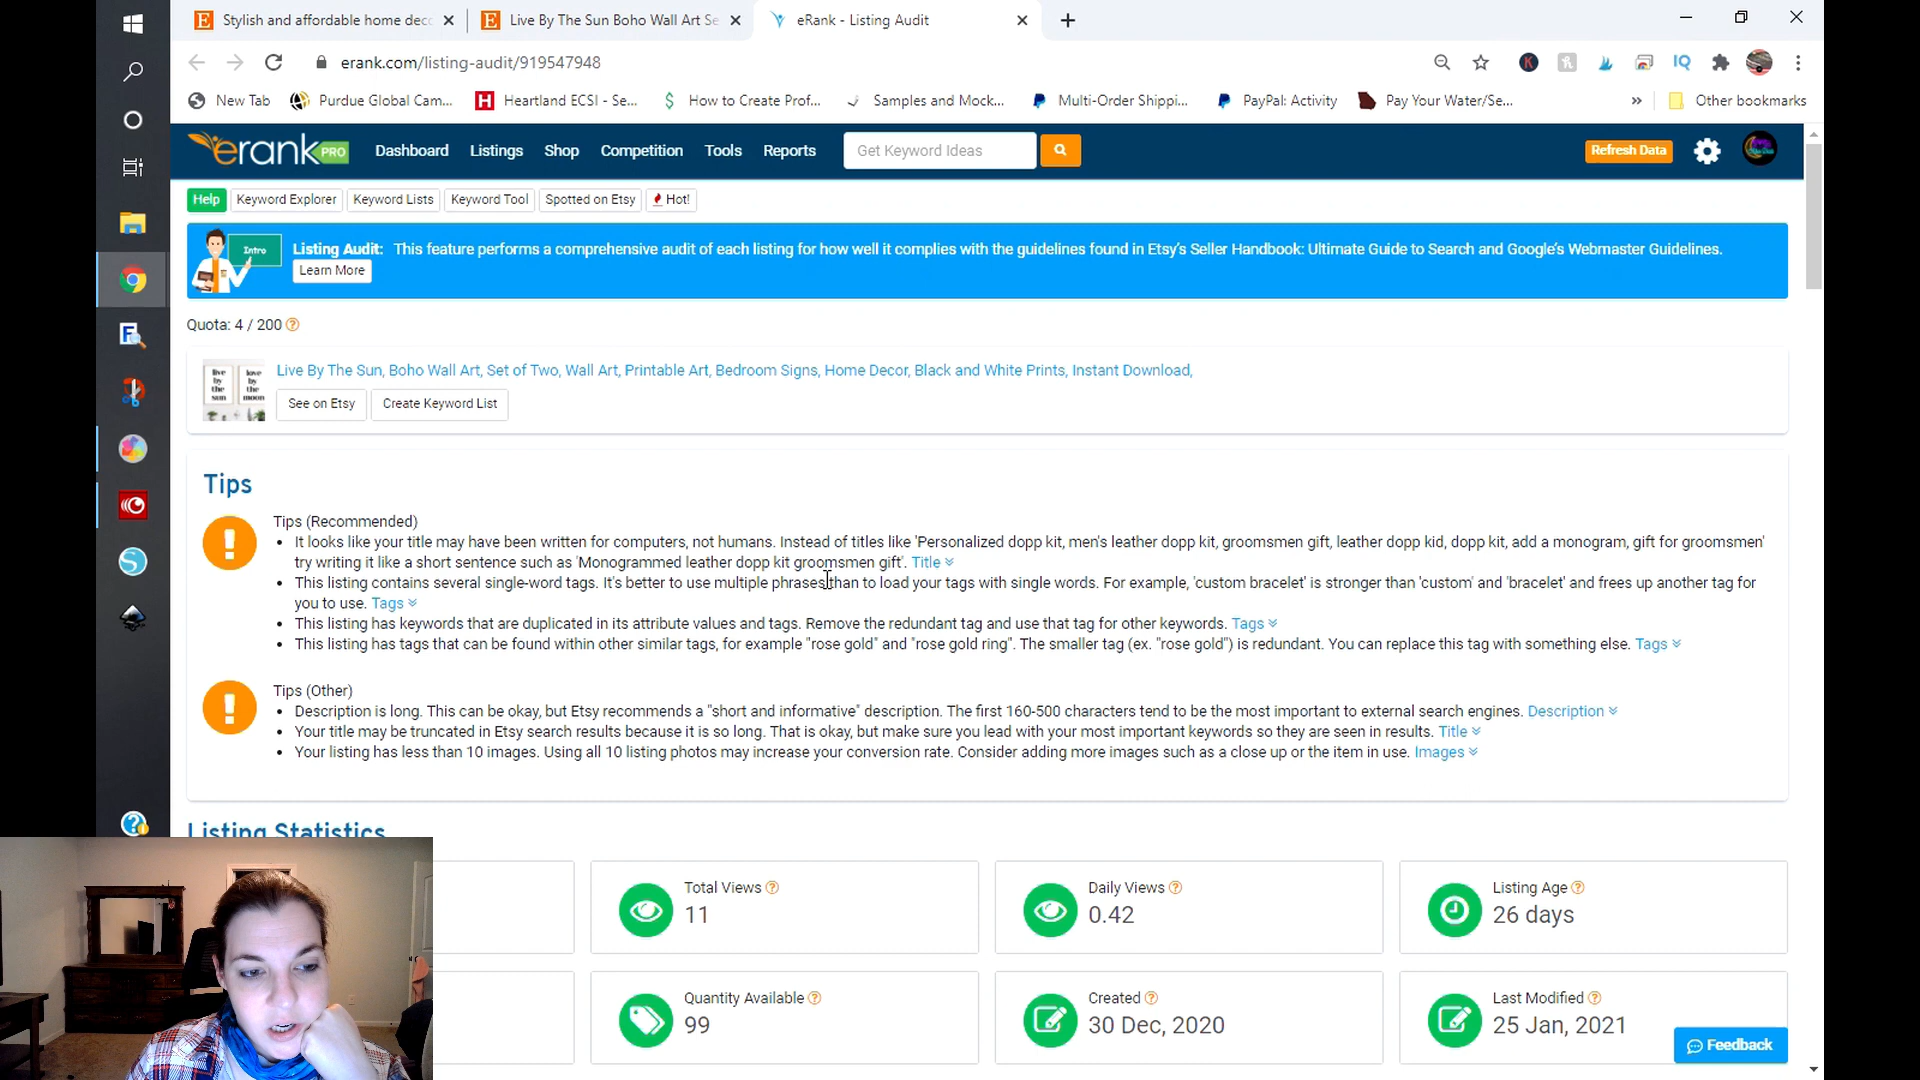 Stylish and affordable home deco
Live By The Sun Boho Wall Art Se
eRank - Listing Audit
erank.com/listing-audit/919547948
New Tab
Purdue Global Cam...
Heartland ECSI - Se...
How to Create Prof...
Samples and Mock...
Multi-Order Shippi...
PayPal: Activity
Pay Your Water/Se...
Other bookmarks
erank PRO
Dashboard
Listings
Shop
Competition
Tools
Reports
Get Keyword Ideas
Refresh Data
Help
Keyword Explorer
Keyword Lists
Keyword Tool
Spotted on Etsy
Hot!
Intro
Listing Audit: This feature performs a comprehensive audit of each listing for how well it complies with the guidelines found in Etsy's Seller Handbook: Ultimate Guide to Search and Google's Webmaster Guidelines.
Learn More
Quota: 4 / 200
live by the sun
love by the moon
Live By The Sun, Boho Wall Art, Set of Two, Wall Art, Printable Art, Bedroom Signs, Home Decor, Black and White Prints, Instant Download,
See on Etsy
Create Keyword List
Tips
Tips (Recommended)
It looks like your title may have been written for computers, not humans. Instead of titles like 'Personalized dopp kit, men's leather dopp kit, groomsmen gift, leather dopp kid, dopp kit, add a monogram, gift for groomsmen'
try writing it like a short sentence such as 'Monogrammed leather dopp kit groomsmen gift'. Title
This listing contains several single-word tags. It's better to use multiple phrases than to load your tags with single words. For example, 'custom bracelet' is stronger than 'custom' and 'bracelet' and frees up another tag for
you to use. Tags
This listing has keywords that are duplicated in its attribute values and tags. Remove the redundant tag and use that tag for other keywords. Tags
This listing has tags that can be found within other similar tags, for example "rose gold" and "rose gold ring". The smaller tag (ex. "rose gold") is redundant. You can replace this tag with something else. Tags
Tips (Other)
Description is long. This can be okay, but Etsy recommends a "short and informative" description. The first 160-500 characters tend to be the most important to external search engines. Description
Your title may be truncated in Etsy search results because it is so long. That is okay, but make sure you lead with your most important keywords so they are seen in results. Title
Your listing has less than 10 images. Using all 10 listing photos may increase your conversion rate. Consider adding more images such as a close up or the item in use. Images
Listing Statistics
Total Views
11
Daily Views
0.42
Listing Age
26 days
Quantity Available
99
Created
30 Dec, 2020
Last Modified
25 Jan, 2021
Feedback